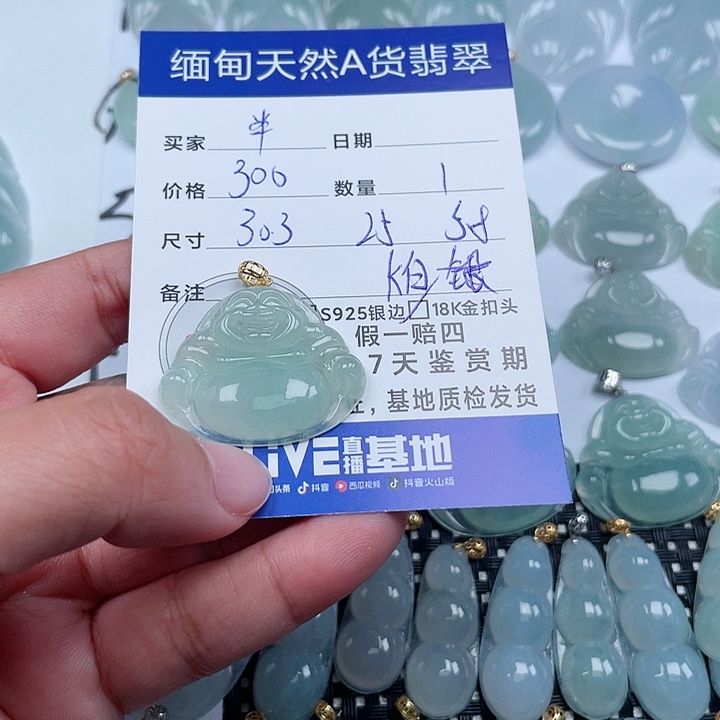 缅甸天然A货翡翠
买家 半 日期
价格 300 数量 1
尺寸 30.3 25 5.8
备注 K白
S925银边 18K金扣头
假一赔四
7天鉴赏期
，基地质检发货
LIVE直播基地
头条 抖音 西瓜视频 抖音火山版